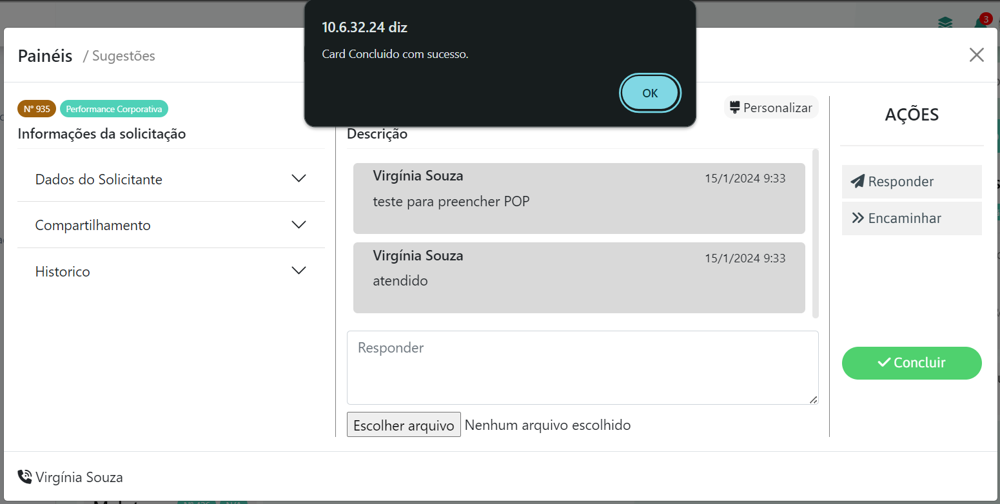 10.6.32.24 diz
Card Concluido com sucesso.
OK
3
Painéis / Sugestões
Nº 935 Performance Corporativa
Informações da solicitação
Dados do Solicitante
Compartilhamento
Historico
Personalizar
Descrição
Virgínia Souza 15/1/2024 9:33
teste para preencher POP
Virgínia Souza 15/1/2024 9:33
atendido
Responder
Escolher arquivo Nenhum arquivo escolhido
AÇÕES
Responder
Encaminhar
Concluir
Virgínia Souza